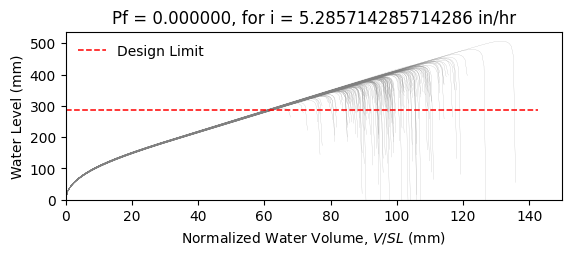 Pf = 0.000000, for i = 5.285714285714286 in/hr
500
400
300
200
100
0
Water Level (mm)
Design Limit
0 20 40 60 80 100 120 140
Normalized Water Volume, V/SL (mm)